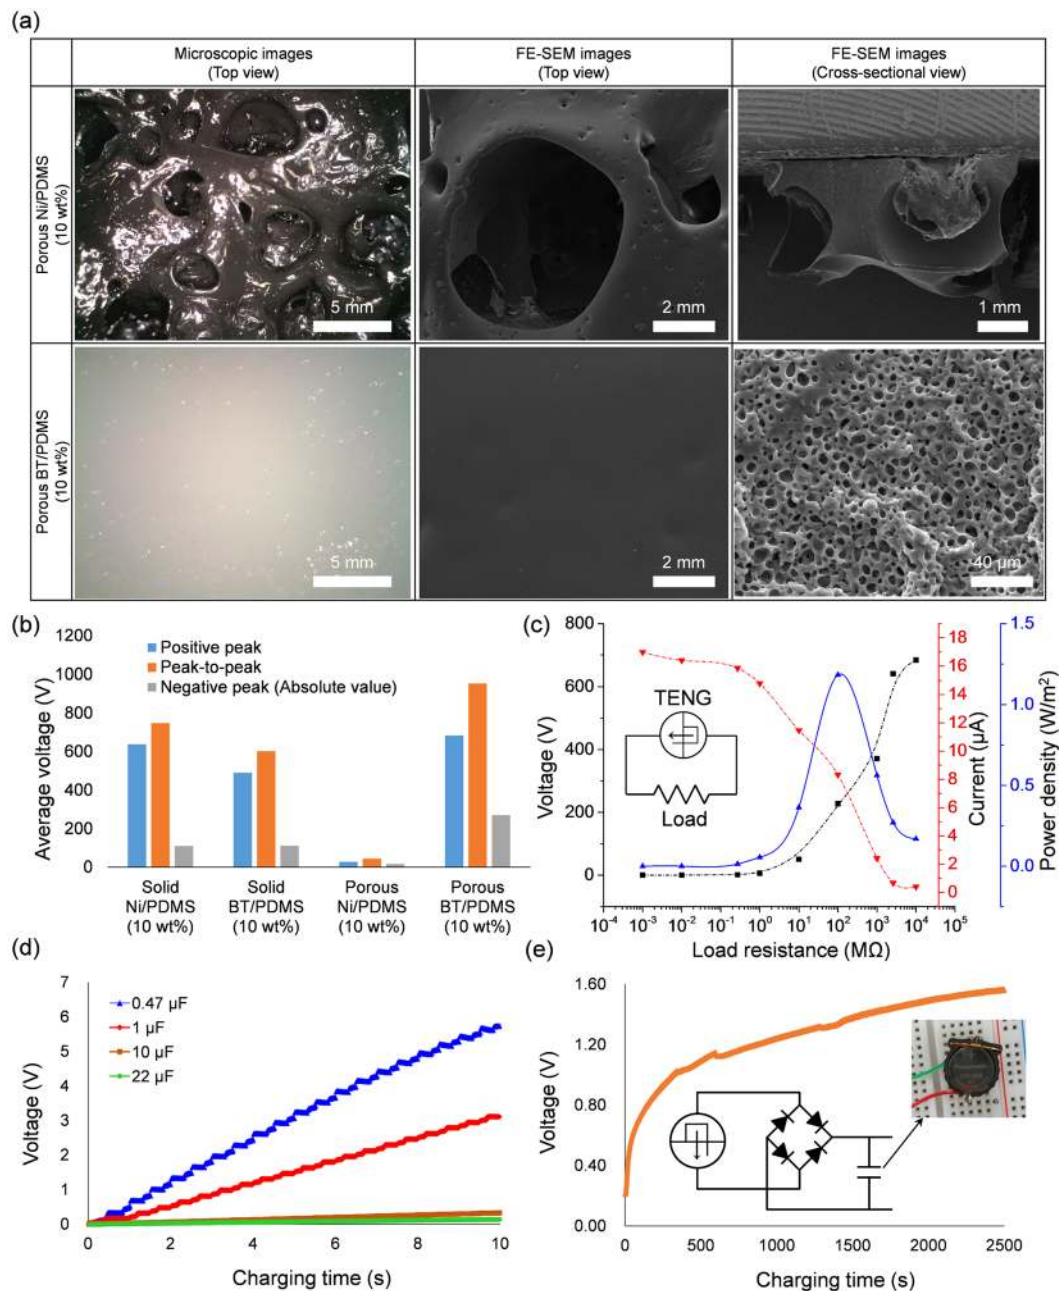 (a)
Microscopic images
(Top view)
FE-SEM images
(Top view)
FE-SEM images
(Cross-sectional view)
Porous Ni/PDMS
(10 wt%)
5 mm
2 mm
1 mm
Porous BT/PDMS
(10 wt%)
5 mm
2 mm
40 µm
(b)
Average voltage (V)
1200
1000
800
600
400
200
0
Positive peak
Peak-to-peak
Negative peak (Absolute value)
Solid
Ni/PDMS
(10 wt%)
Solid
BT/PDMS
(10 wt%)
Porous
Ni/PDMS
(10 wt%)
Porous
BT/PDMS
(10 wt%)
(c)
Voltage (V)
800
600
400
200
0
TENG
Load
10⁻⁴ 10⁻³ 10⁻² 10⁻¹ 10⁰ 10¹ 10² 10³ 10⁴ 10⁵
Load resistance (MΩ)
18
16
14
12
10
8
6
4
2
0
Current (µA)
1.5
1.0
0.5
0.0
Power density (W/m²)
(d)
Voltage (V)
7
6
5
4
3
2
1
0
0.47 µF
1 µF
10 µF
22 µF
0 2 4 6 8 10
Charging time (s)
(e)
Voltage (V)
1.60
1.20
0.80
0.40
0.00
0 500 1000 1500 2000 2500
Charging time (s)